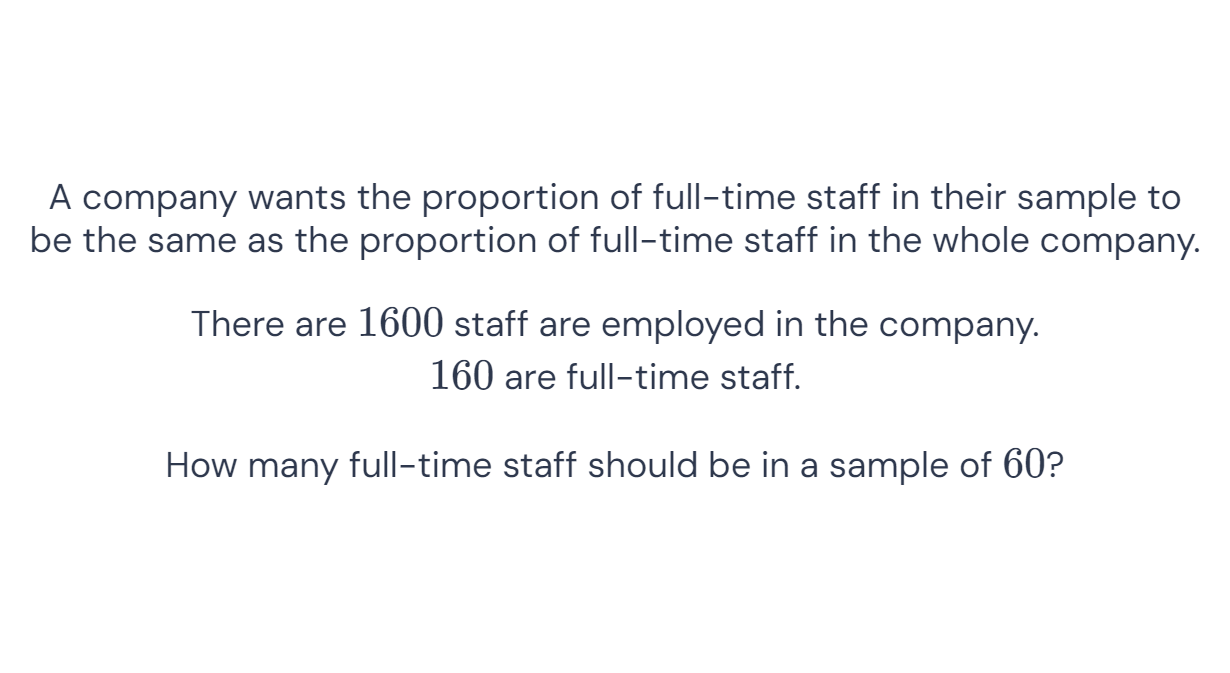 A company wants the proportion of full-time staff in their sample to
be the same as the proportion of full-time staff in the whole company.
There are 1600 staff are employed in the company.
160 are full-time staff.
How many full-time staff should be in a sample of 60?